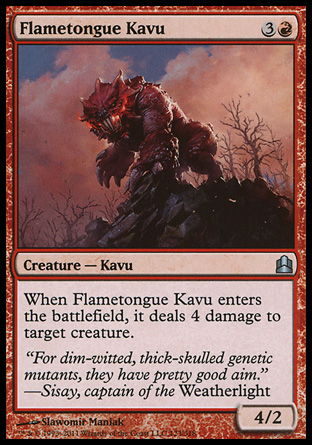 Flametongue Kavu 3
Creature — Kavu
When Flametongue Kavu enters
the battlefield, it deals 4 damage to
target creature.
“For dim-witted, thick-skulled genetic
mutants, they have pretty good aim.”
—Sisay, captain of the Weatherlight
Slawomir Maniak
4/2